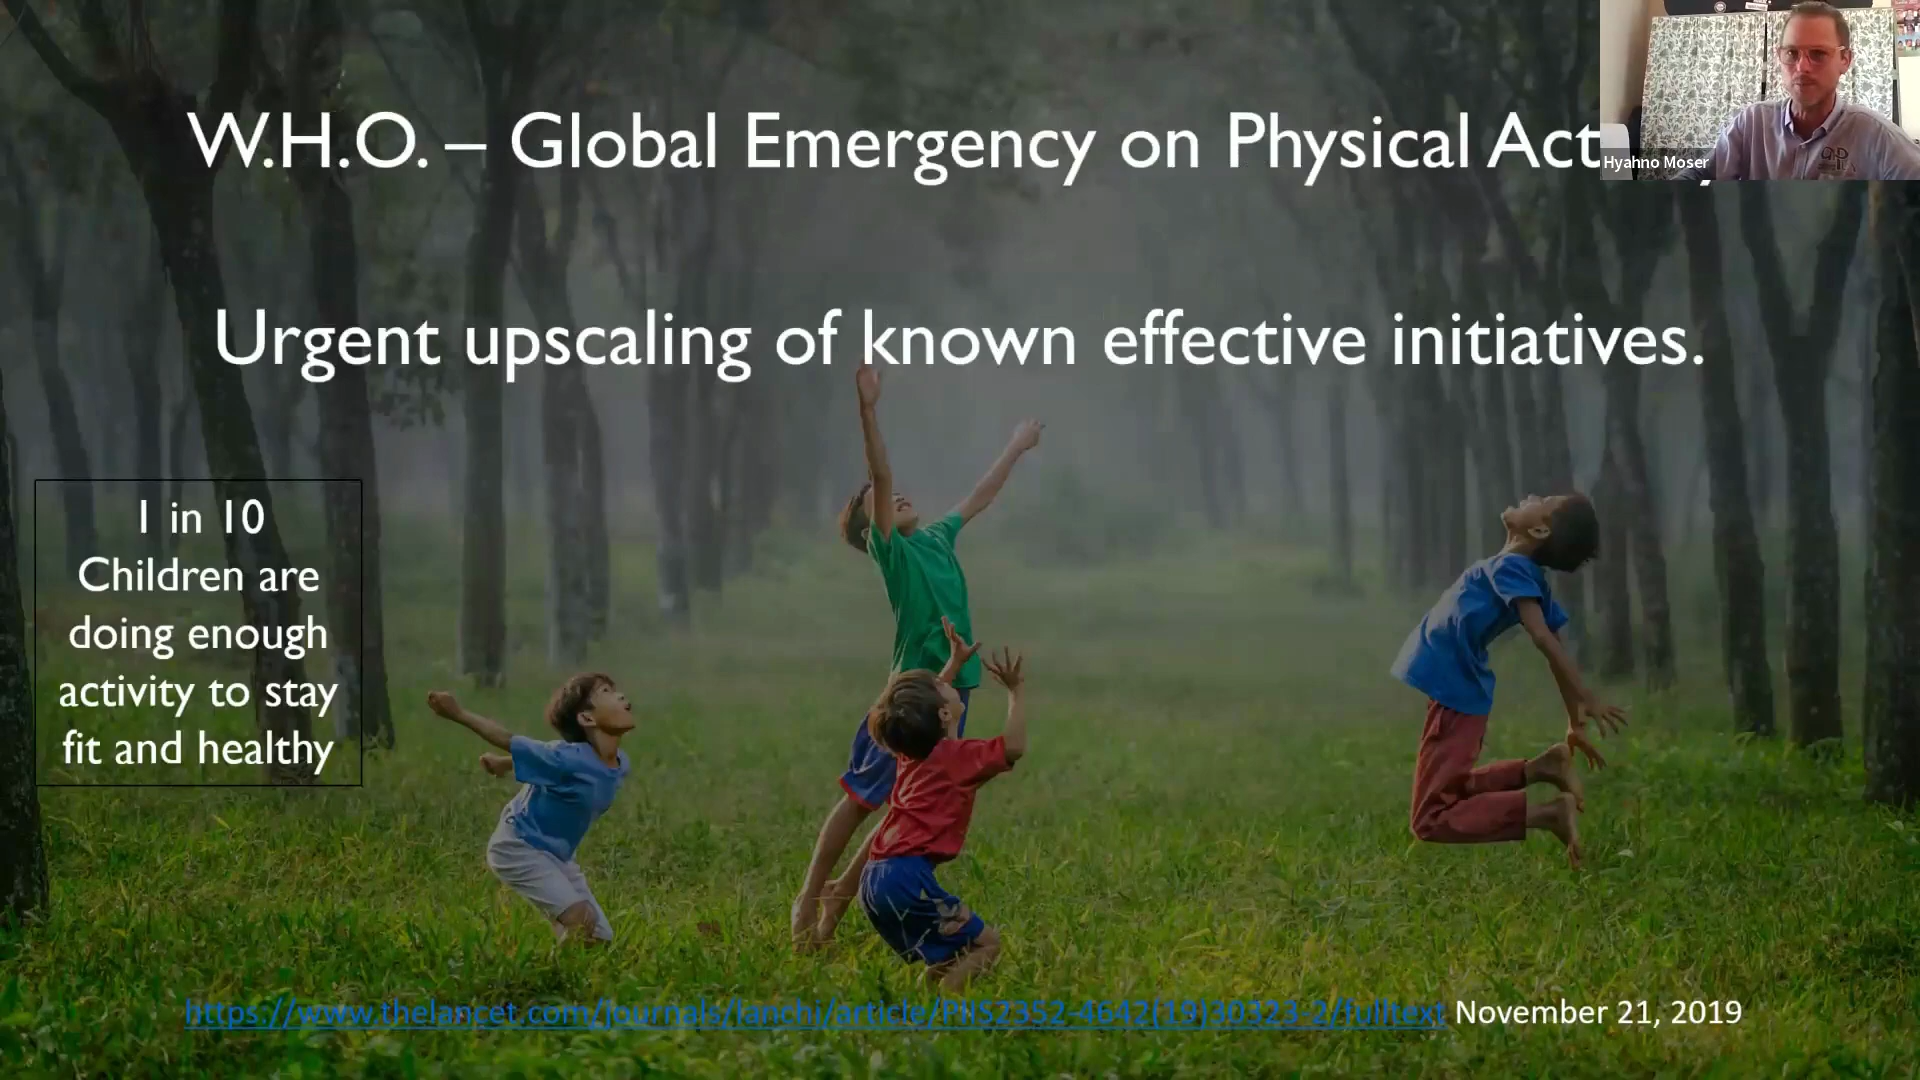 W.H.O. – Global Emergency on Physical Act
Hyahno Moser
Urgent upscaling of known effective initiatives.
1 in 10
Children are
doing enough
activity to stay
fit and healthy
https://www.thelancet.com/journals/lanchi/article/PIIS2352-4642(19)30323-2/fulltext November 21, 2019